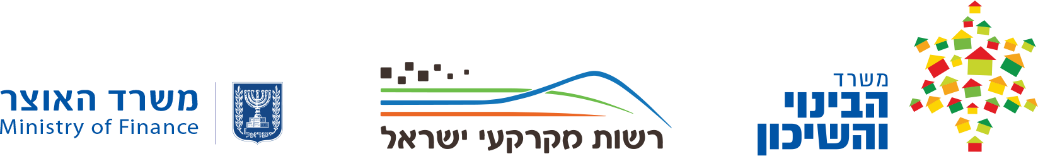 משרד
הבינוי
והשיכון
רשות מקרקעי ישראל
משרד האוצר
Ministry of Finance